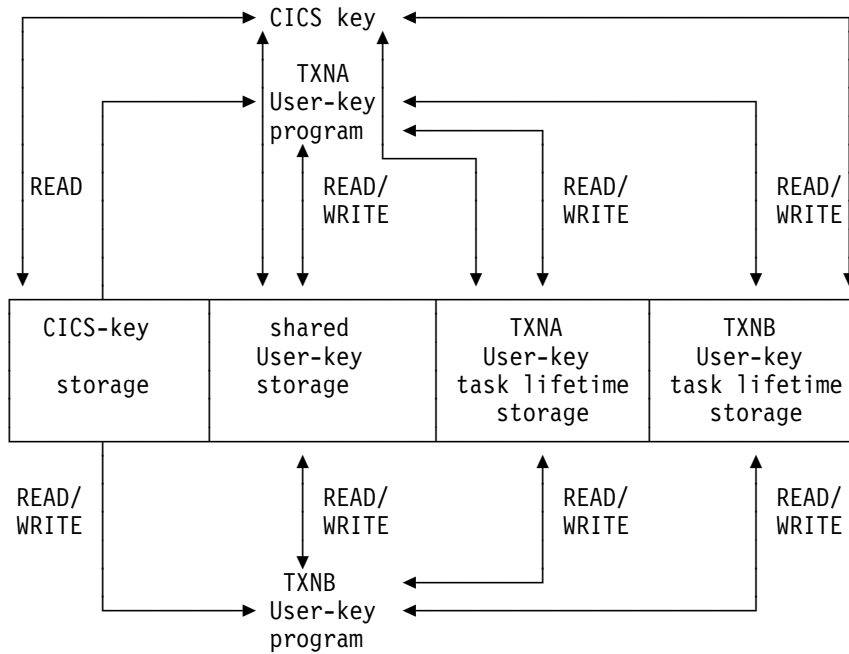 CICS key
TXNA
User-key
program
READ
READ/
WRITE
READ/
WRITE
READ/
WRITE
CICS-key
storage
shared
User-key
storage
TXNA
User-key
task lifetime
storage
TXNB
User-key
task lifetime
storage
READ/
WRITE
READ/
WRITE
READ/
WRITE
READ/
WRITE
TXNB
User-key
program